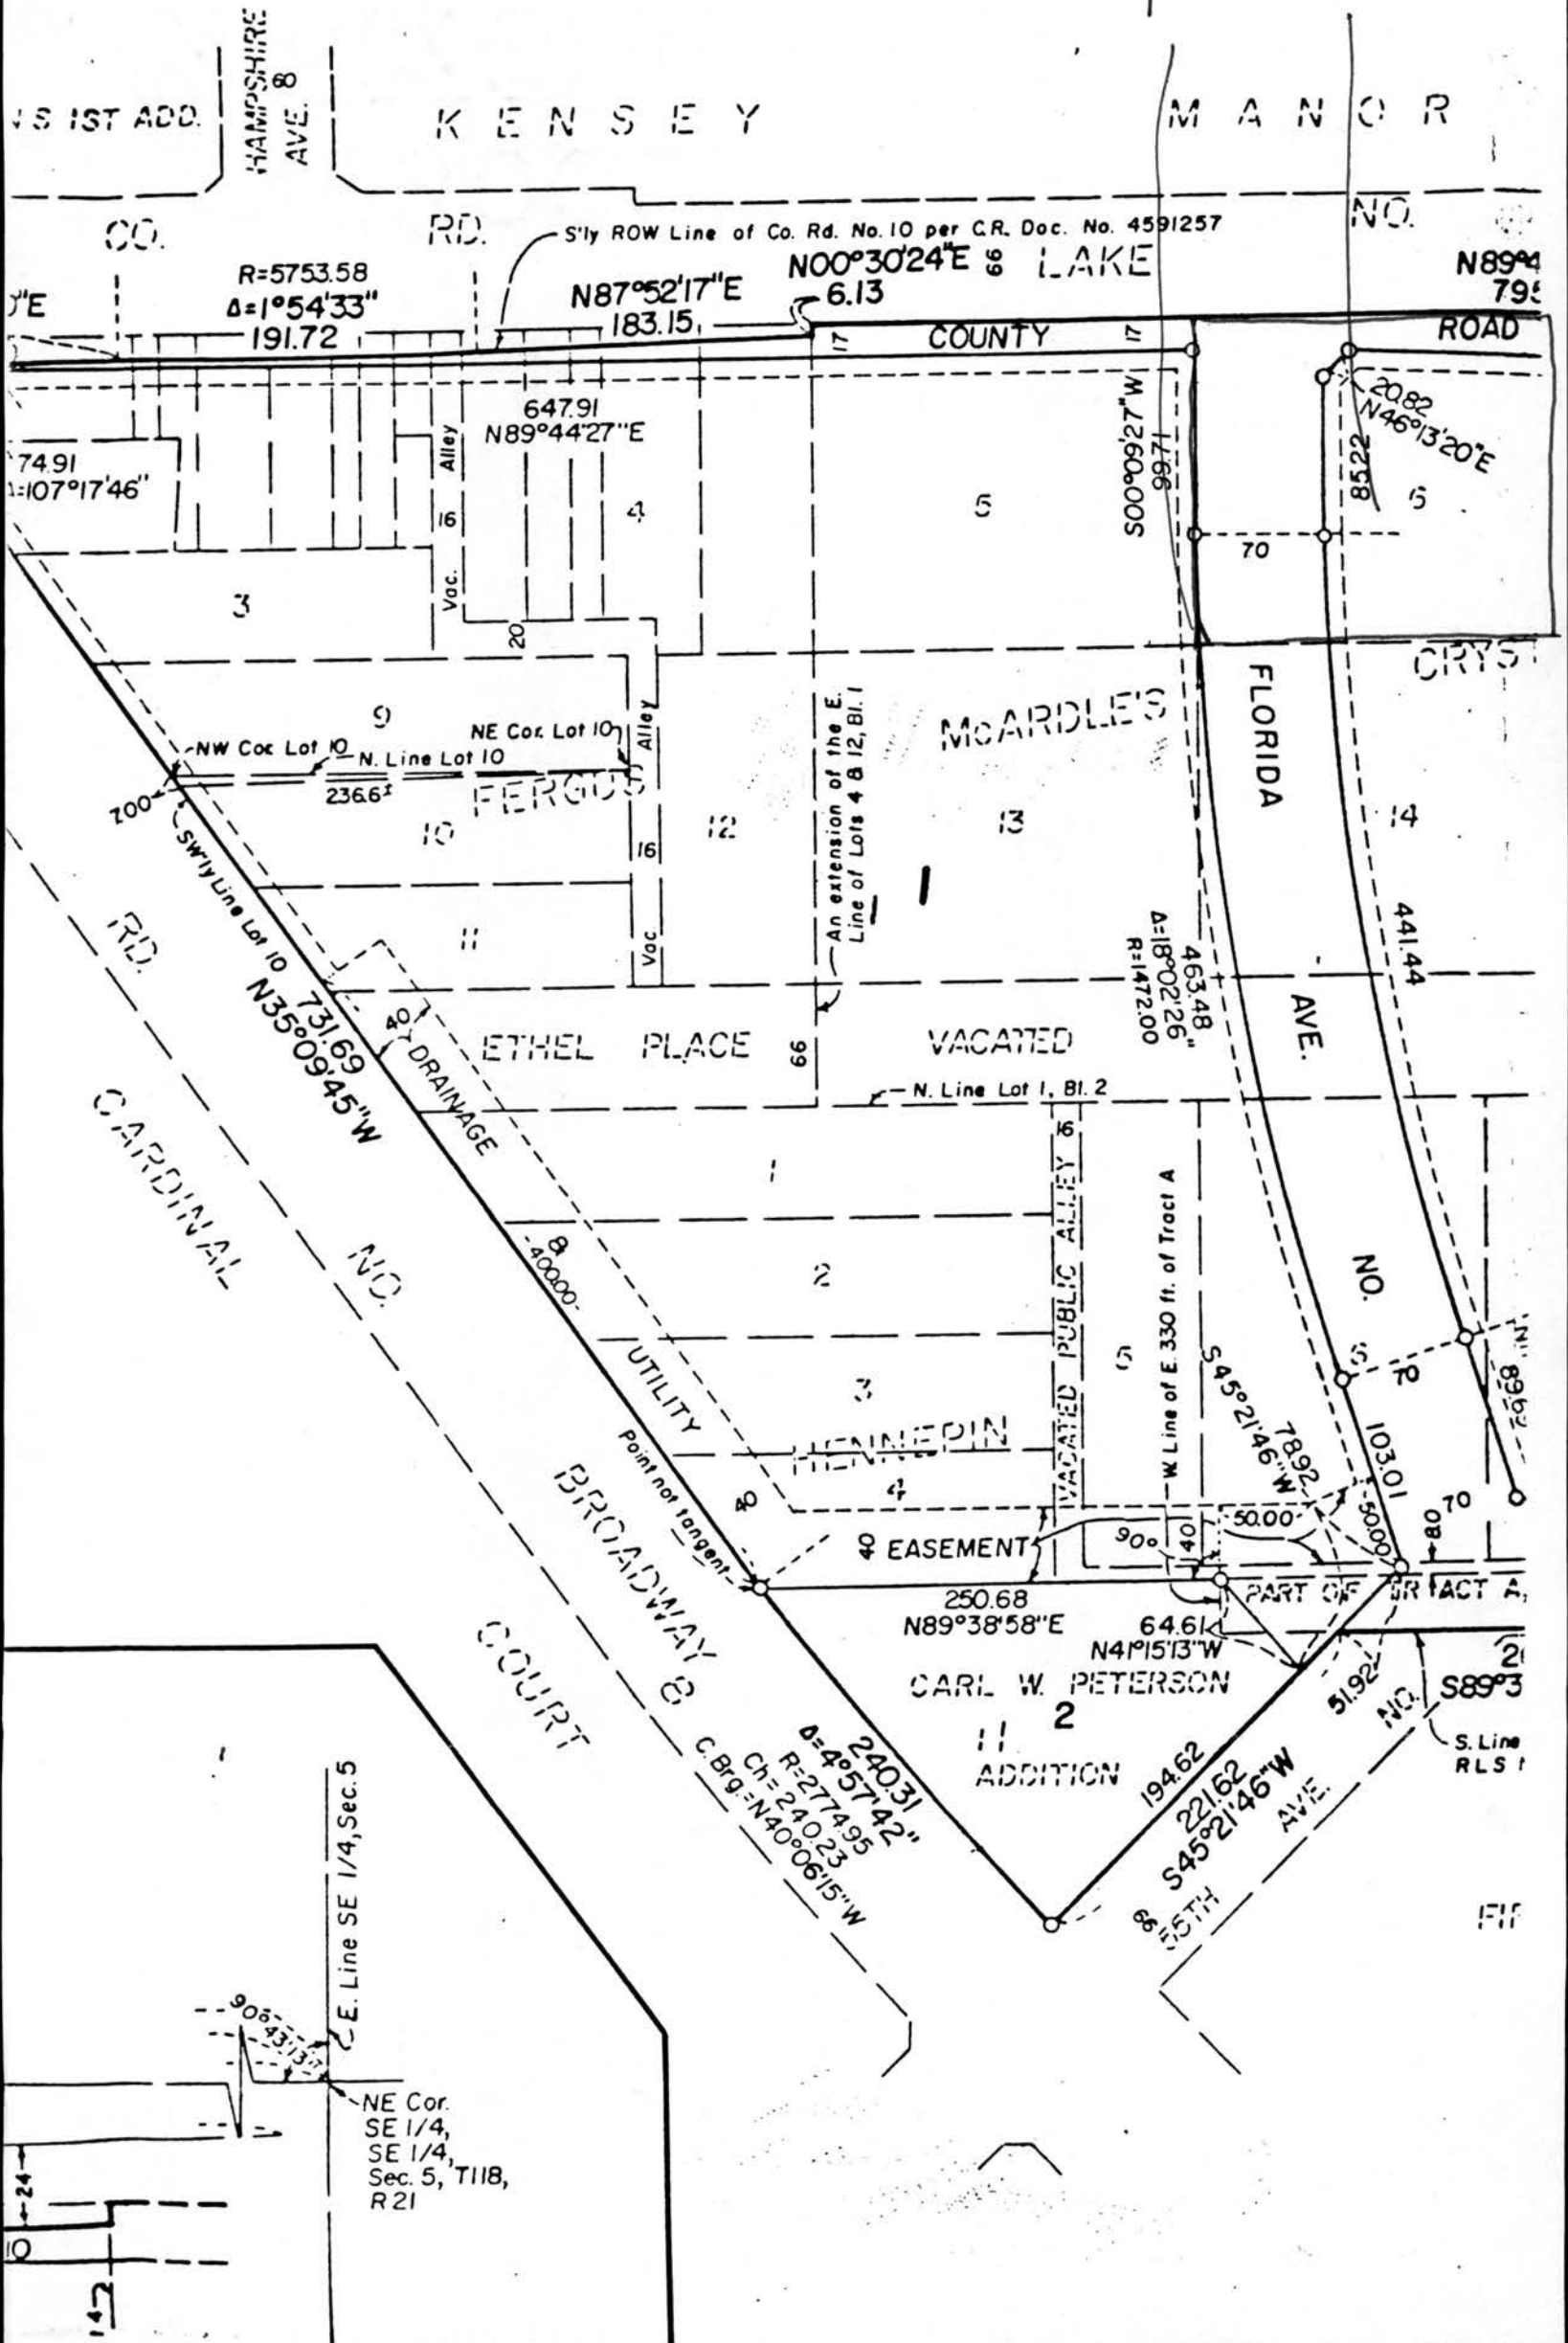 HAMPSHIRE
AVE.
60
S 1ST ADD.
KENSEY
MANOR
CO.
RD.
NO.
S'ly ROW Line of Co. Rd. No. 10 per C.R. Doc. No. 4591257
R=5753.58
Δ=1°54'33"
191.72
N87°52'17"E
183.15
N00°30'24"E
6.13
66
LAKE
N89°4
795
"E
17
COUNTY
17
ROAD
647.91
N89°44'27"E
S00°09'27"W
99.71
20.82
N46°13'20"E
85.22
74.91
Δ=107°17'46"
Alley
16
Vac.
4
5
6
70
3
20
CRYST
9
NW Cor. Lot 10
N. Line Lot 10
NE Cor. Lot 10
Alley
236.6±
FERGUS
7.00
10
16
12
An extension of the E.
Line of Lots 4 & 12, Bl. 1
McARDLE'S
13
FLORIDA
14
1
SW'ly Line Lot 10
11
Vac.
731.69
N35°09'45"W
463.48
Δ=18°02'26"
R=1472.00
441.44
AVE.
RD.
40
DRAINAGE
ETHEL PLACE
66
VACATED
N. Line Lot 1, Bl. 2
CARDINAL
NO.
1
16
VACATED PUBLIC ALLEY
W. Line of E. 330 ft. of Tract A
&
400.00
2
NO.
UTILITY
3
5
S45°21'46"W
78.92
70
HENNEPIN
4
103.01
Point not tangent
40
BROADWAY
8
40 EASEMENT
90°
40
50.00
50.00
70
80
250.68
N89°38'58"E
PART OF TRACT A,
64.61
N41°15'13"W
COURT
CARL W. PETERSON
2
11
ADDITION
51.92
NO.
S89°3
S. Line
RLS
240.31
Δ=4°57'42"
R=2774.95
Ch=240.23
C.Brg.=N40°06'15"W
194.62
221.62
S45°21'46"W
AVE.
66
55TH
E. Line SE 1/4, Sec. 5
90°43'13"
NE Cor.
SE 1/4,
SE 1/4,
Sec. 5, T118,
R21
24
10
14